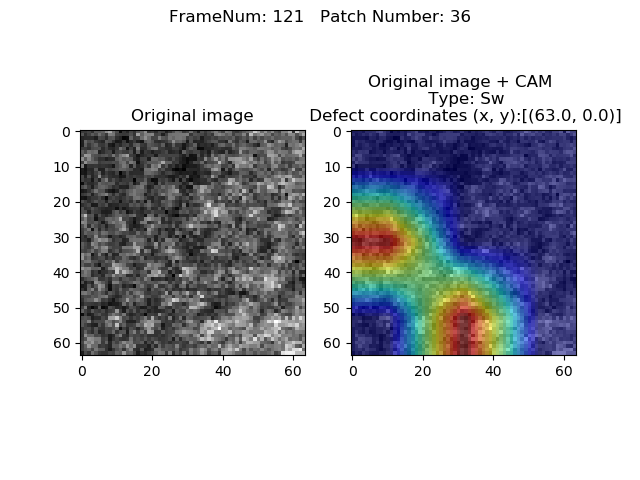 FrameNum: 121   Patch Number: 36
Original image
Original image + CAM
Type: Sw
Defect coordinates (x, y):[(63.0, 0.0)]
0
10
20
30
40
50
60
0 20 40 60
0
10
20
30
40
50
60
0 20 40 60